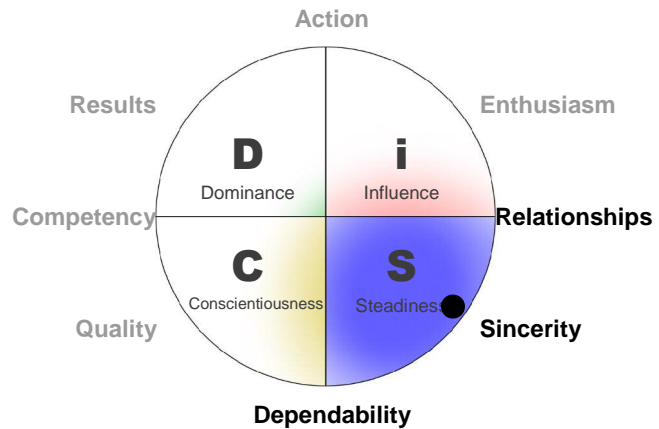 Action
Results
Enthusiasm
D
i
Dominance
Influence
Competency
Relationships
C
S
Conscientiousness
Steadiness
Quality
Sincerity
Dependability